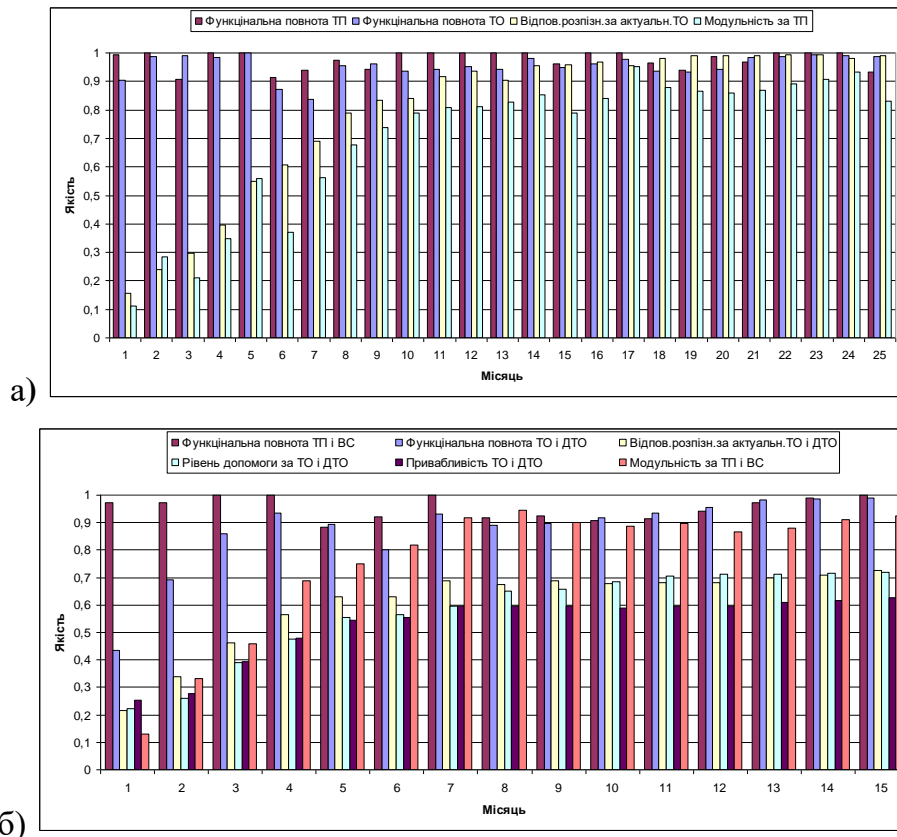 Функцінальна повнота ТП Функцінальна повнота ТО Відпов.розпізн.за актуальн.ТО Модульність за ТП
1
0,9
0,8
0,7
0,6
0,5
0,4
0,3
0,2
0,1
0
Якість
1 2 3 4 5 6 7 8 9 10 11 12 13 14 15 16 17 18 19 20 21 22 23 24 25
Місяць
а)
Функцінальна повнота ТП і ВС Функцінальна повнота ТО і ДТО Відпов.розпізн.за актуальн.ТО і ДТО
Рівень допомоги за ТО і ДТО Привабливість ТО і ДТО Модульність за ТП і ВС
1
0,9
0,8
0,7
0,6
0,5
0,4
0,3
0,2
0,1
0
Якість
1 2 3 4 5 6 7 8 9 10 11 12 13 14 15
Місяць
б)